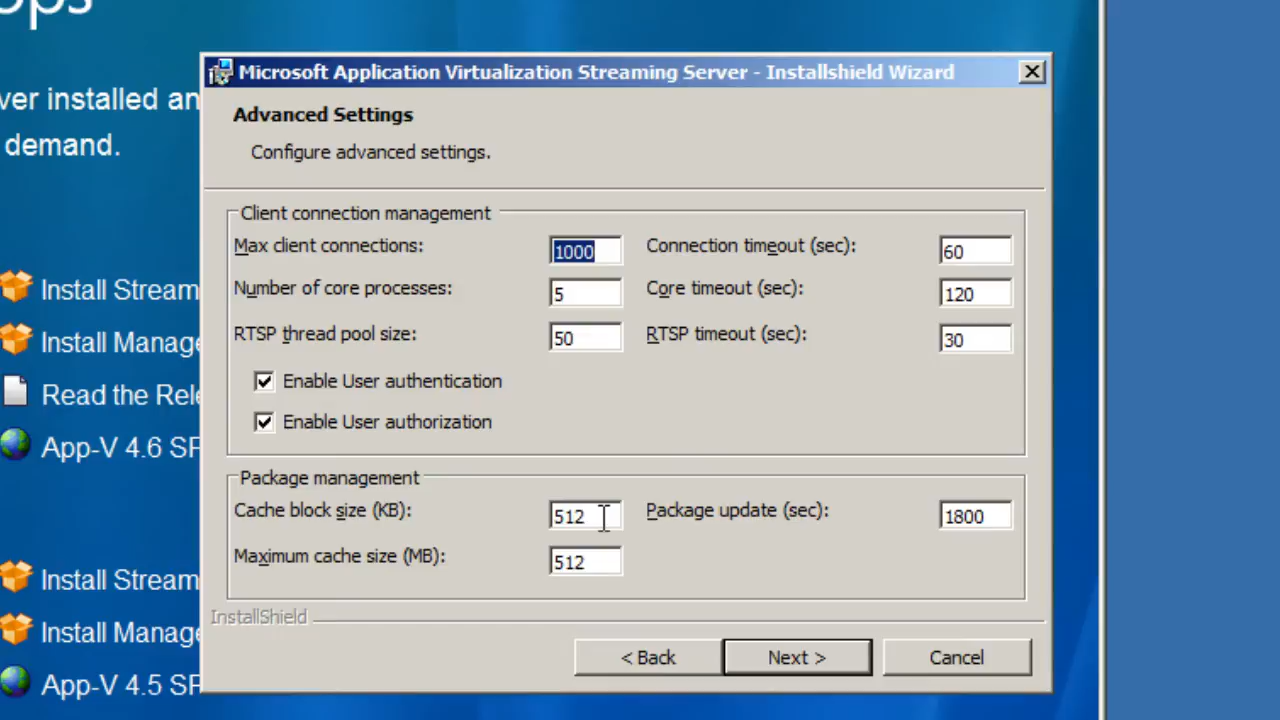 ops
ver installed an
demand.
Install Stream
Install Manage
Read the Rele
App-V 4.6 SP
Install Stream
Install Manage
App-V 4.5 SP
Microsoft Application Virtualization Streaming Server - Installshield Wizard
Advanced Settings
Configure advanced settings.
Client connection management
Max client connections: 1000 Connection timeout (sec): 60
Number of core processes: 5 Core timeout (sec): 120
RTSP thread pool size: 50 RTSP timeout (sec): 30
Enable User authentication
Enable User authorization
Package management
Cache block size (KB): 512 Package update (sec): 1800
Maximum cache size (MB): 512
InstallShield
< Back Next > Cancel